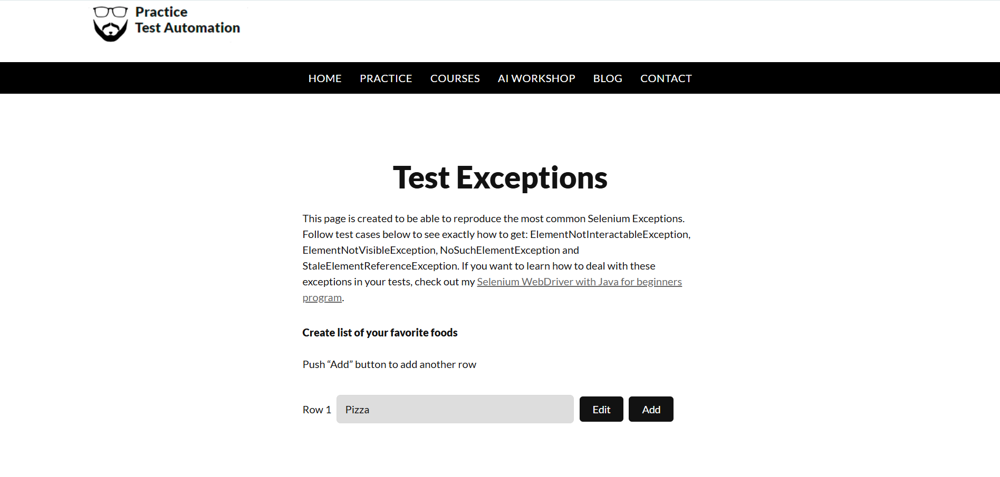 Practice
Test Automation
HOME PRACTICE COURSES AI WORKSHOP BLOG CONTACT
Test Exceptions
This page is created to be able to reproduce the most common Selenium Exceptions.
Follow test cases below to see exactly how to get: ElementNotInteractableException,
ElementNotVisibleException, NoSuchElementException and
StaleElementReferenceException. If you want to learn how to deal with these
exceptions in your tests, check out my Selenium WebDriver with Java for beginners
program.
Create list of your favorite foods
Push “Add” button to add another row
Row 1 Pizza Edit Add